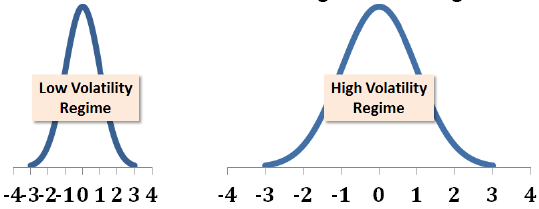 Low Volatility
Regime
High Volatility
Regime
-4-3-2-10 1 2 3 4
-4 -3 -2 -1 0 1 2 3 4